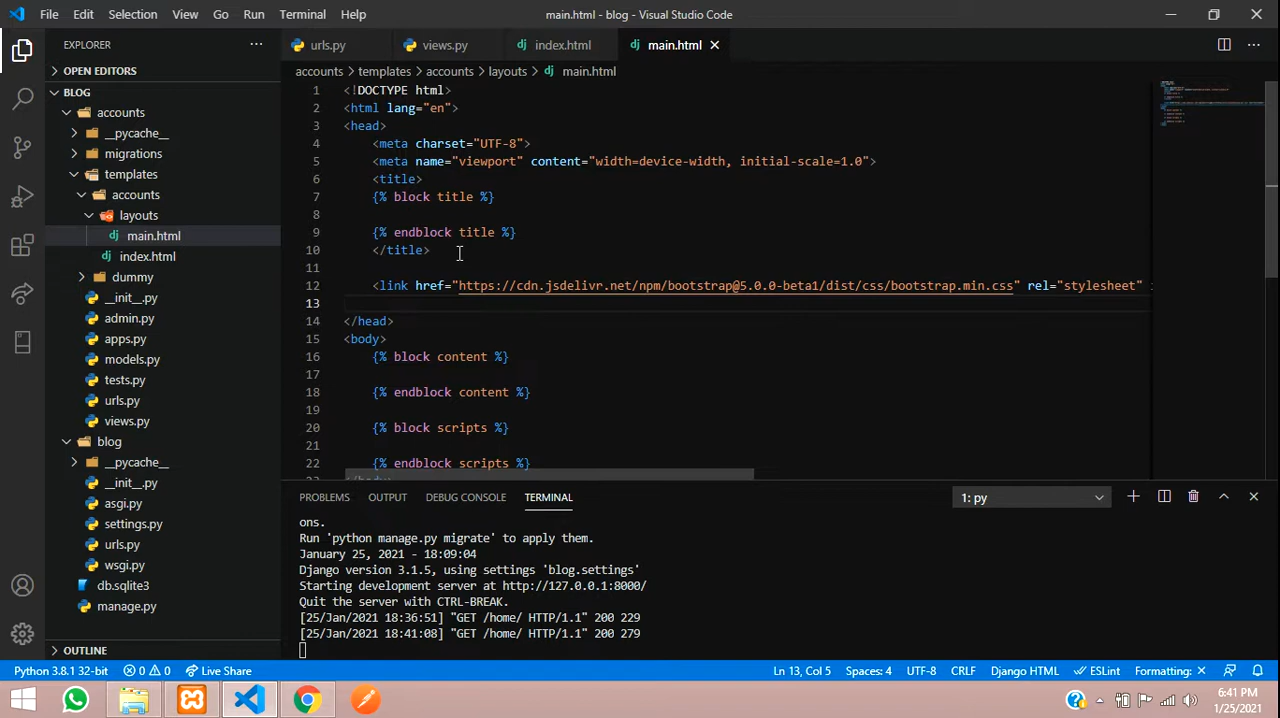 File Edit Selection View Go Run Terminal Help
main.html - blog - Visual Studio Code
EXPLORER
urls.py views.py index.html main.html
OPEN EDITORS
accounts > templates > accounts > layouts > main.html
BLOG
accounts
__pycache__
migrations
templates
accounts
layouts
main.html
index.html
dummy
__init__.py
admin.py
apps.py
models.py
tests.py
urls.py
views.py
blog
__pycache__
__init__.py
asgi.py
settings.py
urls.py
wsgi.py
db.sqlite3
manage.py
OUTLINE
1 <!DOCTYPE html>
2 <html lang="en">
3 <head>
4 <meta charset="UTF-8">
5 <meta name="viewport" content="width=device-width, initial-scale=1.0">
6 <title>
7 {% block title %}
8
9 {% endblock title %}
10 </title>
11
12 <link href="https://cdn.jsdelivr.net/npm/bootstrap@5.0.0-beta1/dist/css/bootstrap.min.css" rel="stylesheet"
13
14 </head>
15 <body>
16 {% block content %}
17
18 {% endblock content %}
19
20 {% block scripts %}
21
22 {% endblock scripts %}
PROBLEMS OUTPUT DEBUG CONSOLE TERMINAL
1: py
ons.
Run 'python manage.py migrate' to apply them.
January 25, 2021 - 18:09:04
Django version 3.1.5, using settings 'blog.settings'
Starting development server at http://127.0.0.1:8000/
Quit the server with CTRL-BREAK.
[25/Jan/2021 18:36:51] "GET /home/ HTTP/1.1" 200 229
[25/Jan/2021 18:41:08] "GET /home/ HTTP/1.1" 200 279
Python 3.8.1 32-bit 0 0 Live Share
Ln 13, Col 5 Spaces: 4 UTF-8 CRLF Django HTML ESLint Formatting:
6:41 PM
1/25/2021